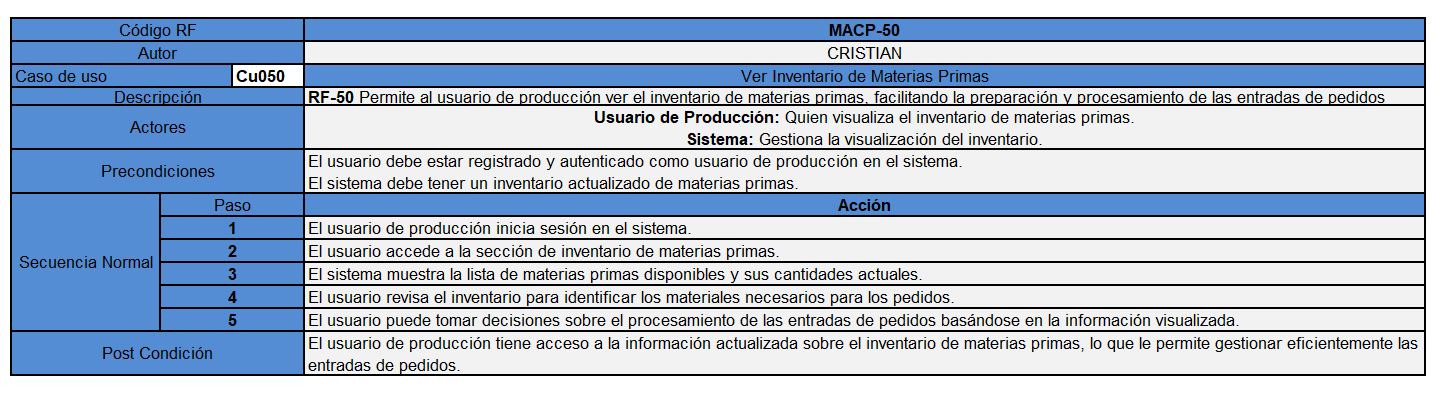 Código RF MACP-50
Autor CRISTIAN
Caso de uso Cu050 Ver Inventario de Materias Primas
Descripción RF-50 Permite al usuario de producción ver el inventario de materias primas, facilitando la preparación y procesamiento de las entradas de pedidos
Actores
Usuario de Producción: Quien visualiza el inventario de materias primas.
Sistema: Gestiona la visualización del inventario.
Precondiciones
El usuario debe estar registrado y autenticado como usuario de producción en el sistema.
El sistema debe tener un inventario actualizado de materias primas.
Secuencia Normal
Paso Acción
1 El usuario de producción inicia sesión en el sistema.
2 El usuario accede a la sección de inventario de materias primas.
3 El sistema muestra la lista de materias primas disponibles y sus cantidades actuales.
4 El usuario revisa el inventario para identificar los materiales necesarios para los pedidos.
5 El usuario puede tomar decisiones sobre el procesamiento de las entradas de pedidos basándose en la información visualizada.
Post Condición
El usuario de producción tiene acceso a la información actualizada sobre el inventario de materias primas, lo que le permite gestionar eficientemente las
entradas de pedidos.